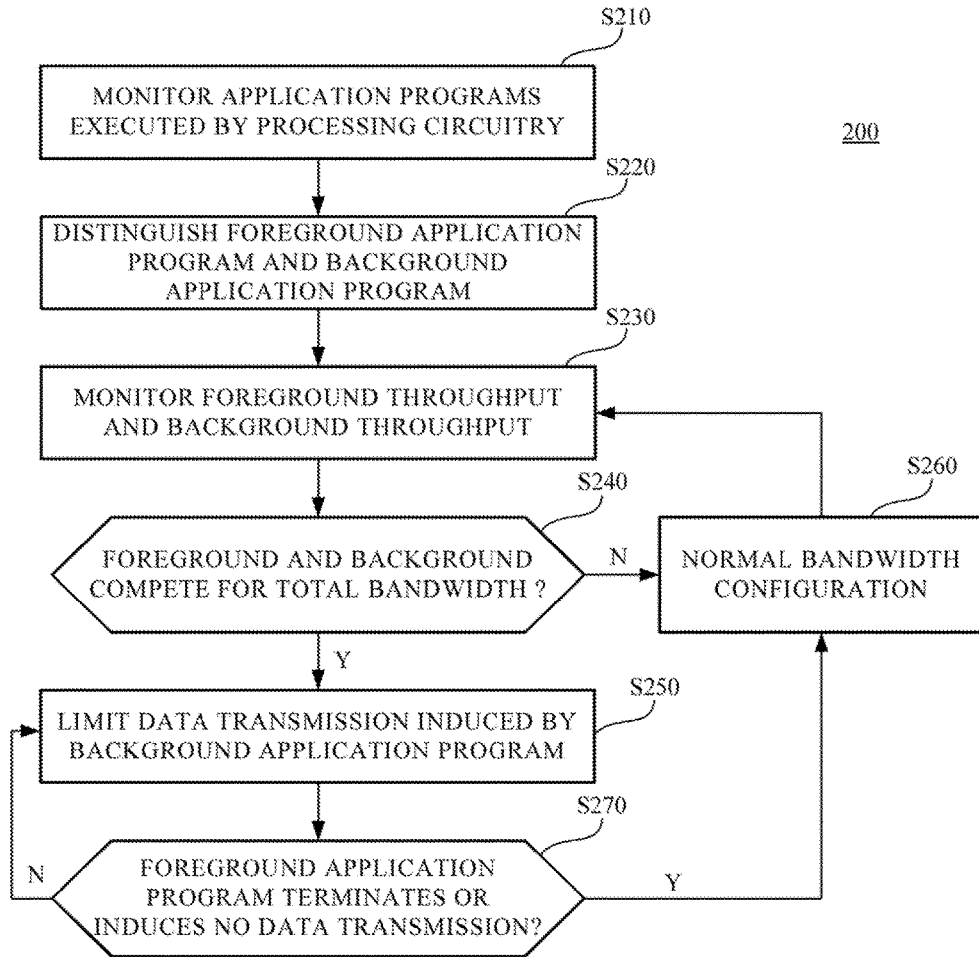 S210
MONITOR APPLICATION PROGRAMS
EXECUTED BY PROCESSING CIRCUITRY
200
S220
DISTINGUISH FOREGROUND APPLICATION
PROGRAM AND BACKGROUND
APPLICATION PROGRAM
S230
MONITOR FOREGROUND THROUGHPUT
AND BACKGROUND THROUGHPUT
S240
FOREGROUND AND BACKGROUND
COMPETE FOR TOTAL BANDWIDTH ?
N
S260
NORMAL BANDWIDTH
CONFIGURATION
Y
S250
LIMIT DATA TRANSMISSION INDUCED BY
BACKGROUND APPLICATION PROGRAM
S270
FOREGROUND APPLICATION
PROGRAM TERMINATES OR
INDUCES NO DATA TRANSMISSION?
N
Y